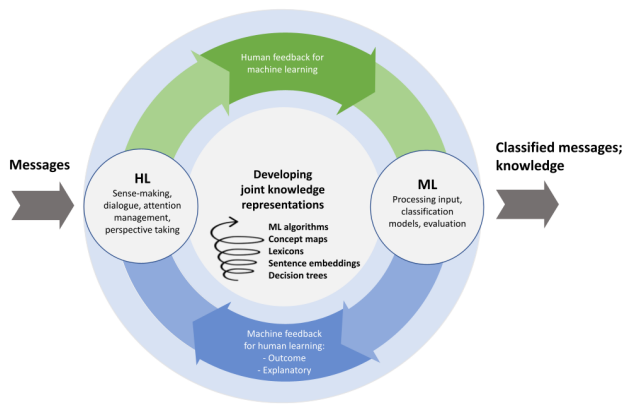 Human feedback for
machine learning
Messages
HL
Sense-making,
dialogue, attention
management,
perspective taking
Developing
joint knowledge
representations
ML algorithms
Concept maps
Lexicons
Sentence embeddings
Decision trees
ML
Processing input,
classification
models, evaluation
Classified messages;
knowledge
Machine feedback
for human learning:
- Outcome
- Explanatory